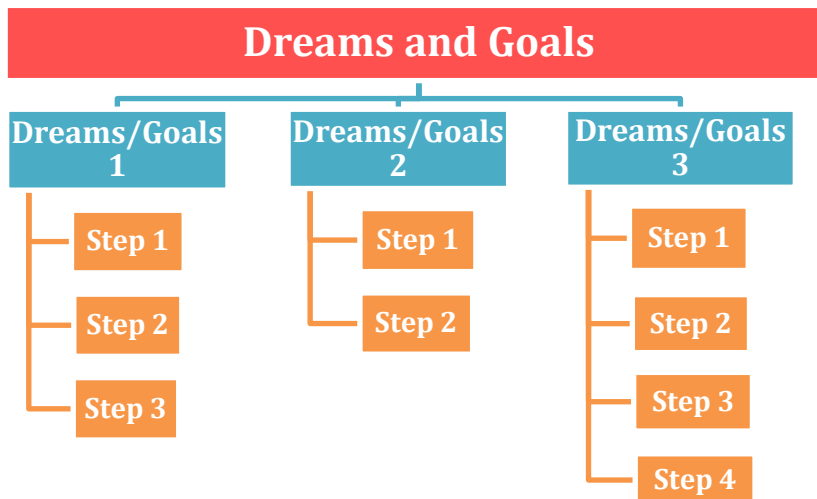 Dreams and Goals
Dreams/Goals
1
Step 1
Step 2
Step 3
Dreams/Goals
2
Step 1
Step 2
Dreams/Goals
3
Step 1
Step 2
Step 3
Step 4